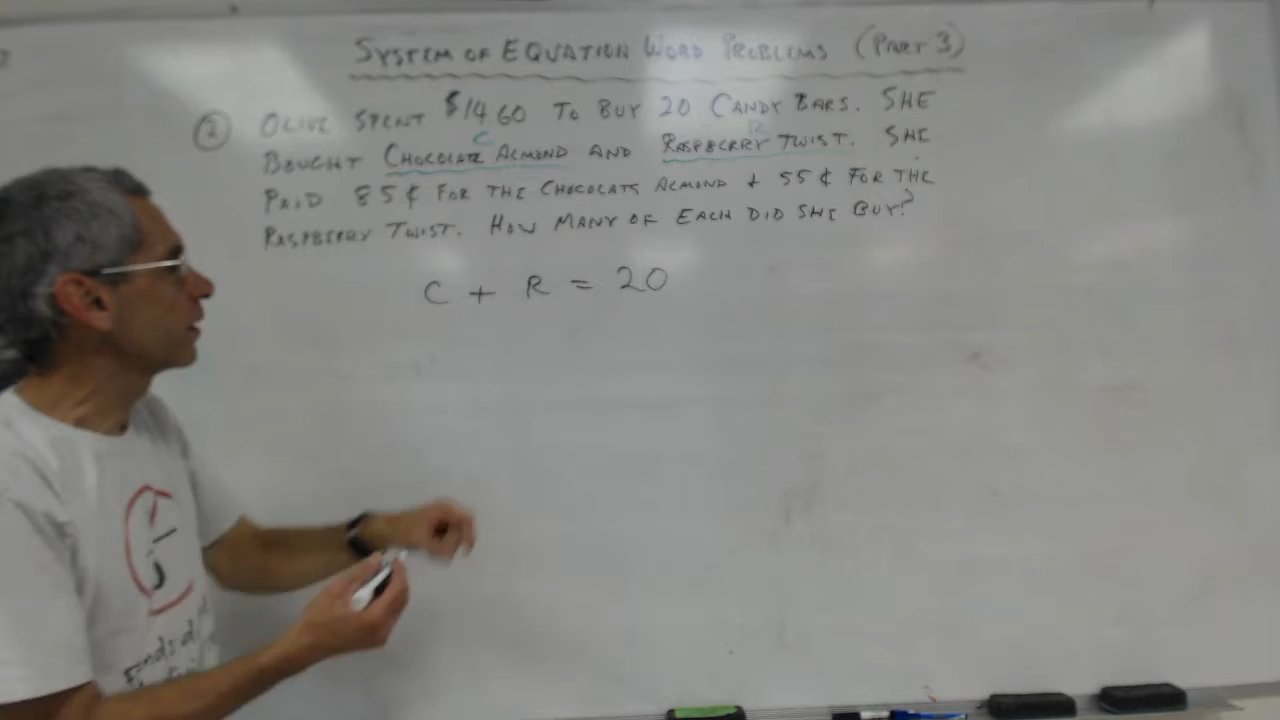 SYSTEM OF EQUATION WORD PROBLEMS (PART 3)
② OLIVE SPENT $14.60 TO BUY 20 CANDY BARS. SHE
C R
BOUGHT CHOCOLATE ALMOND AND RASPBERRY TWIST. SHE
PAID 85¢ FOR THE CHOCOLATE ALMOND + 55¢ FOR THE
RASPBERRY TWIST. HOW MANY OF EACH DID SHE BUY?
C + R = 20